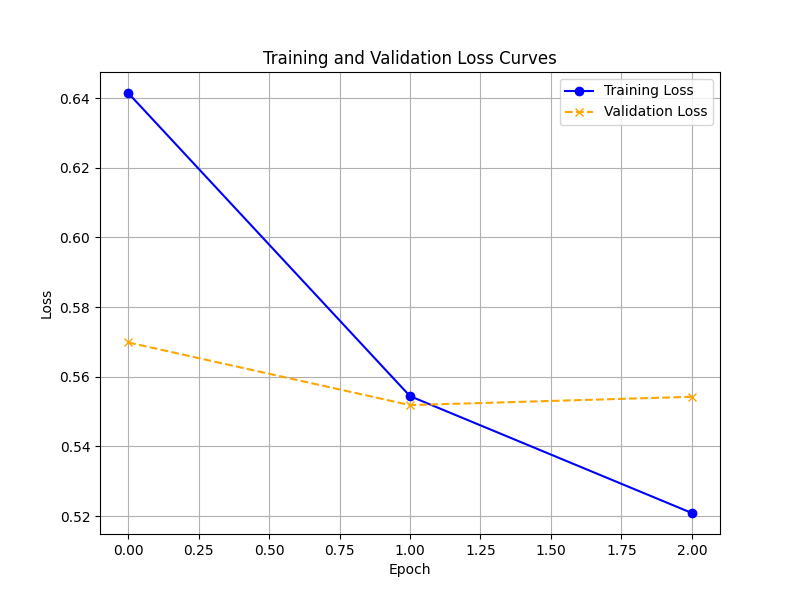 Training and Validation Loss Curves
Training Loss
Validation Loss
Loss
0.64
0.62
0.60
0.58
0.56
0.54
0.52
0.00 0.25 0.50 0.75 1.00 1.25 1.50 1.75 2.00
Epoch